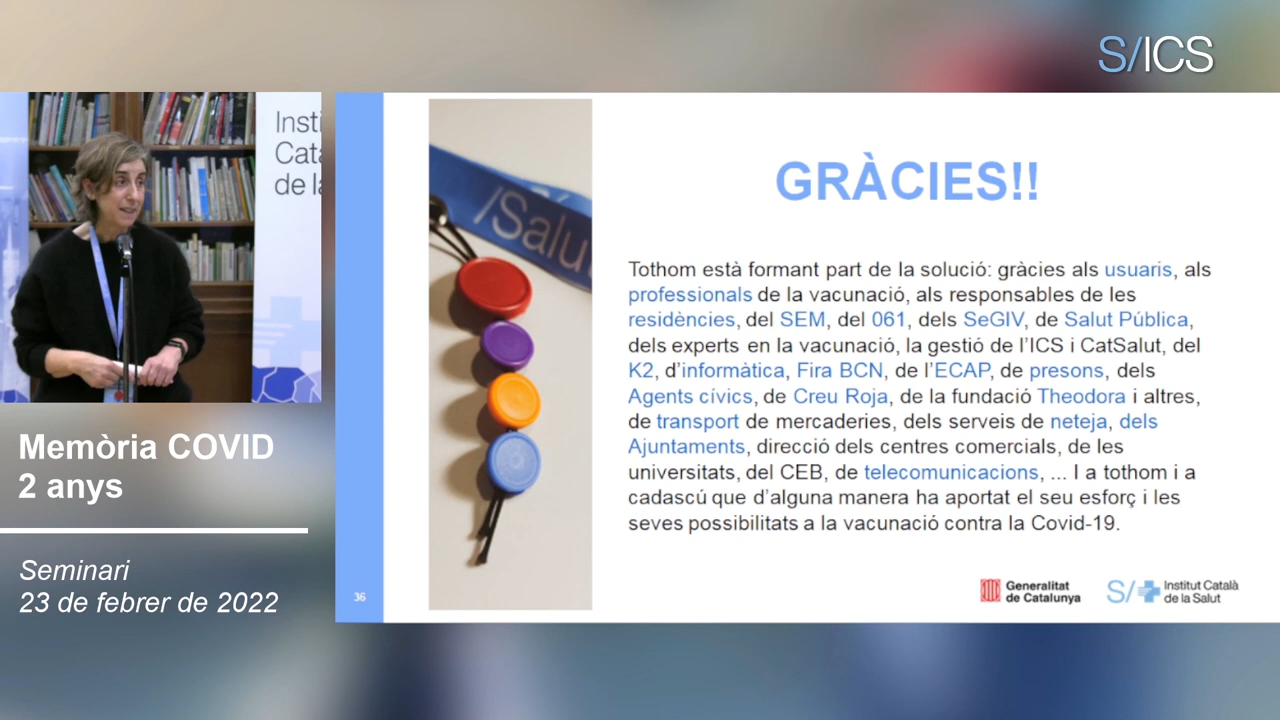 S/ICS
Insti
Cata
de la
Memòria COVID
2 anys
Seminari
23 de febrer de 2022
/Salu
GRÀCIES!!
Tothom està formant part de la solució: gràcies als usuaris, als
professionals de la vacunació, als responsables de les
residències, del SEM, del 061, dels SeGIV, de Salut Pública,
dels experts en la vacunació, la gestió de l'ICS i CatSalut, del
K2, d'informàtica, Fira BCN, de l'ECAP, de presons, dels
Agents cívics, de Creu Roja, de la fundació Theodora i altres,
de transport de mercaderies, dels serveis de neteja, dels
Ajuntaments, direcció dels centres comercials, de les
universitats, del CEB, de telecomunicacions, ... I a tothom i a
cadascú que d'alguna manera ha aportat el seu esforç i les
seves possibilitats a la vacunació contra la Covid-19.
36
Generalitat
de Catalunya
S/
Institut Català
de la Salut